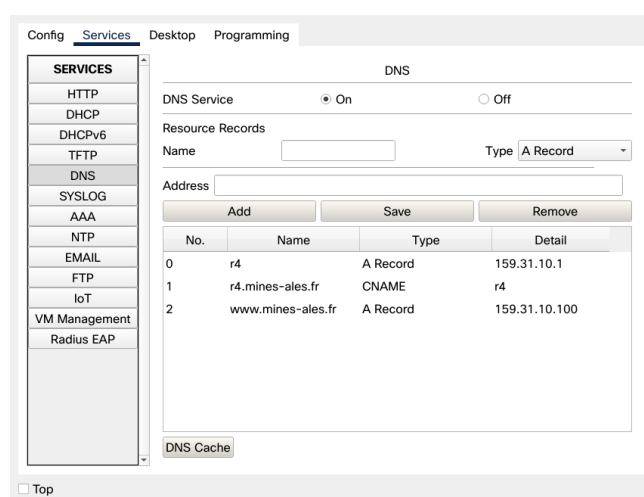 Config Services Desktop Programming
SERVICES
HTTP
DHCP
DHCPv6
TFTP
DNS
SYSLOG
AAA
NTP
EMAIL
FTP
IoT
VM Management
Radius EAP
DNS
DNS Service On Off
Resource Records
Name Type A Record
Address
Add Save Remove
No. Name Type Detail
0 r4 A Record 159.31.10.1
1 r4.mines-ales.fr CNAME r4
2 www.mines-ales.fr A Record 159.31.10.100
DNS Cache
Top